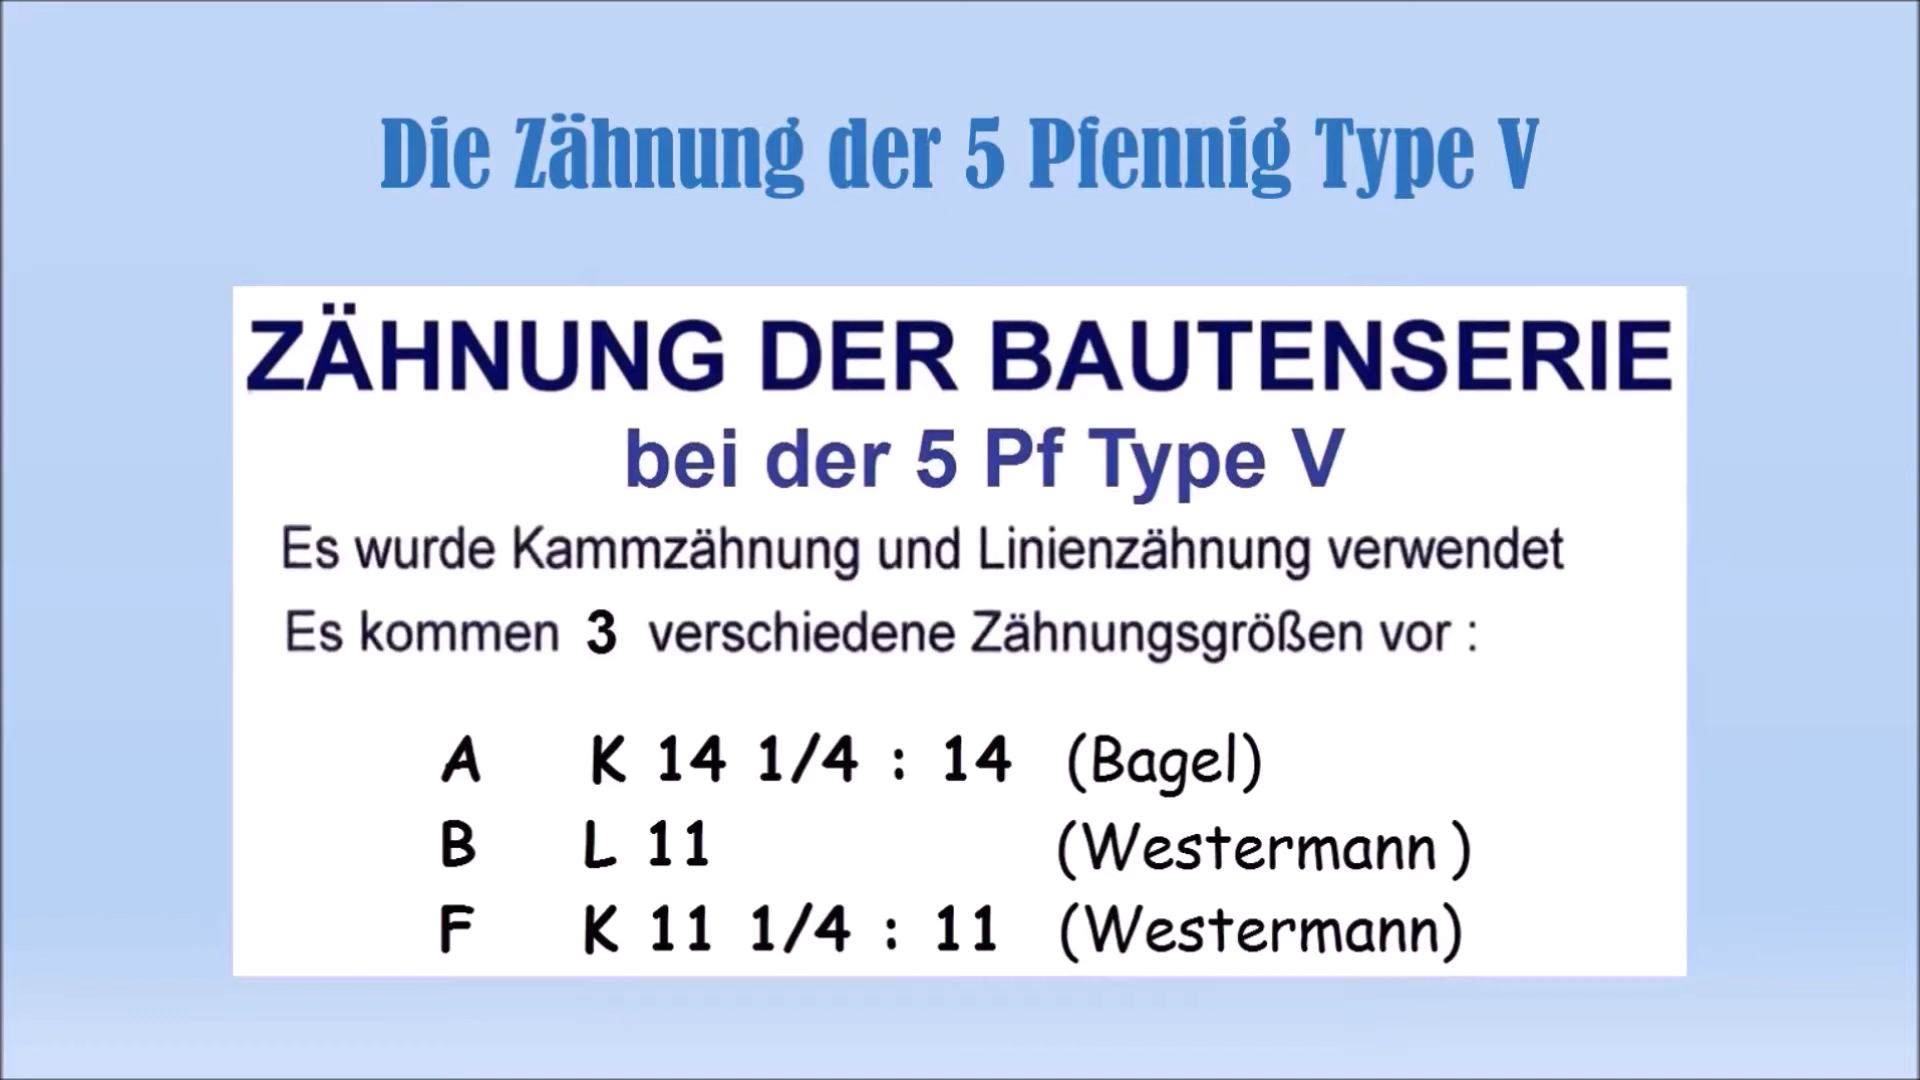 Die Zähnung der 5 Pfennig Type V
ZÄHNUNG DER BAUTENSERIE
bei der 5 Pf Type V
Es wurde Kammzähnung und Linienzähnung verwendet
Es kommen 3 verschiedene Zähnungsgrößen vor :
A K 14 1/4 : 14 (Bagel)
B L 11 (Westermann )
F K 11 1/4 : 11 (Westermann)